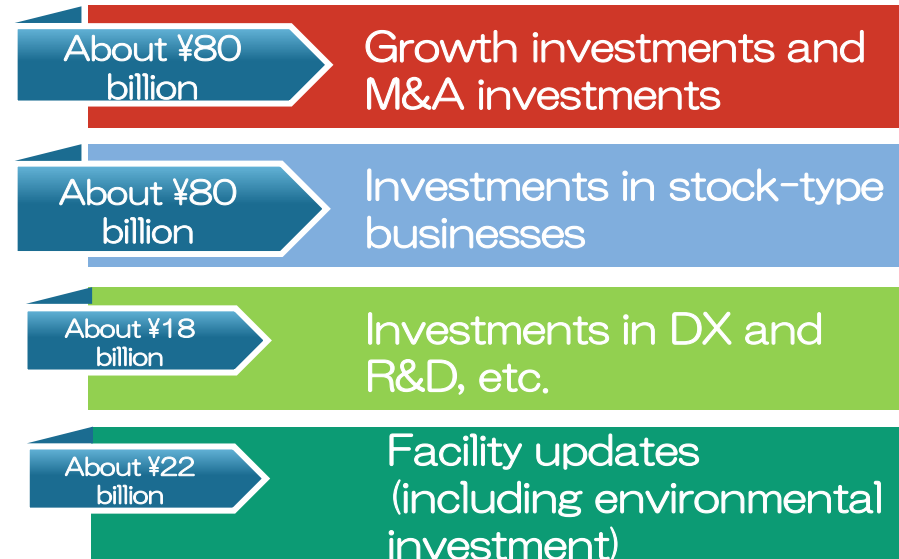 About ¥80
billion
Growth investments and
M&A investments
About ¥80
billion
Investments in stock-type
businesses
About ¥18
billion
Investments in DX and
R&D, etc.
About ¥22
billion
Facility updates
(including environmental
investment)